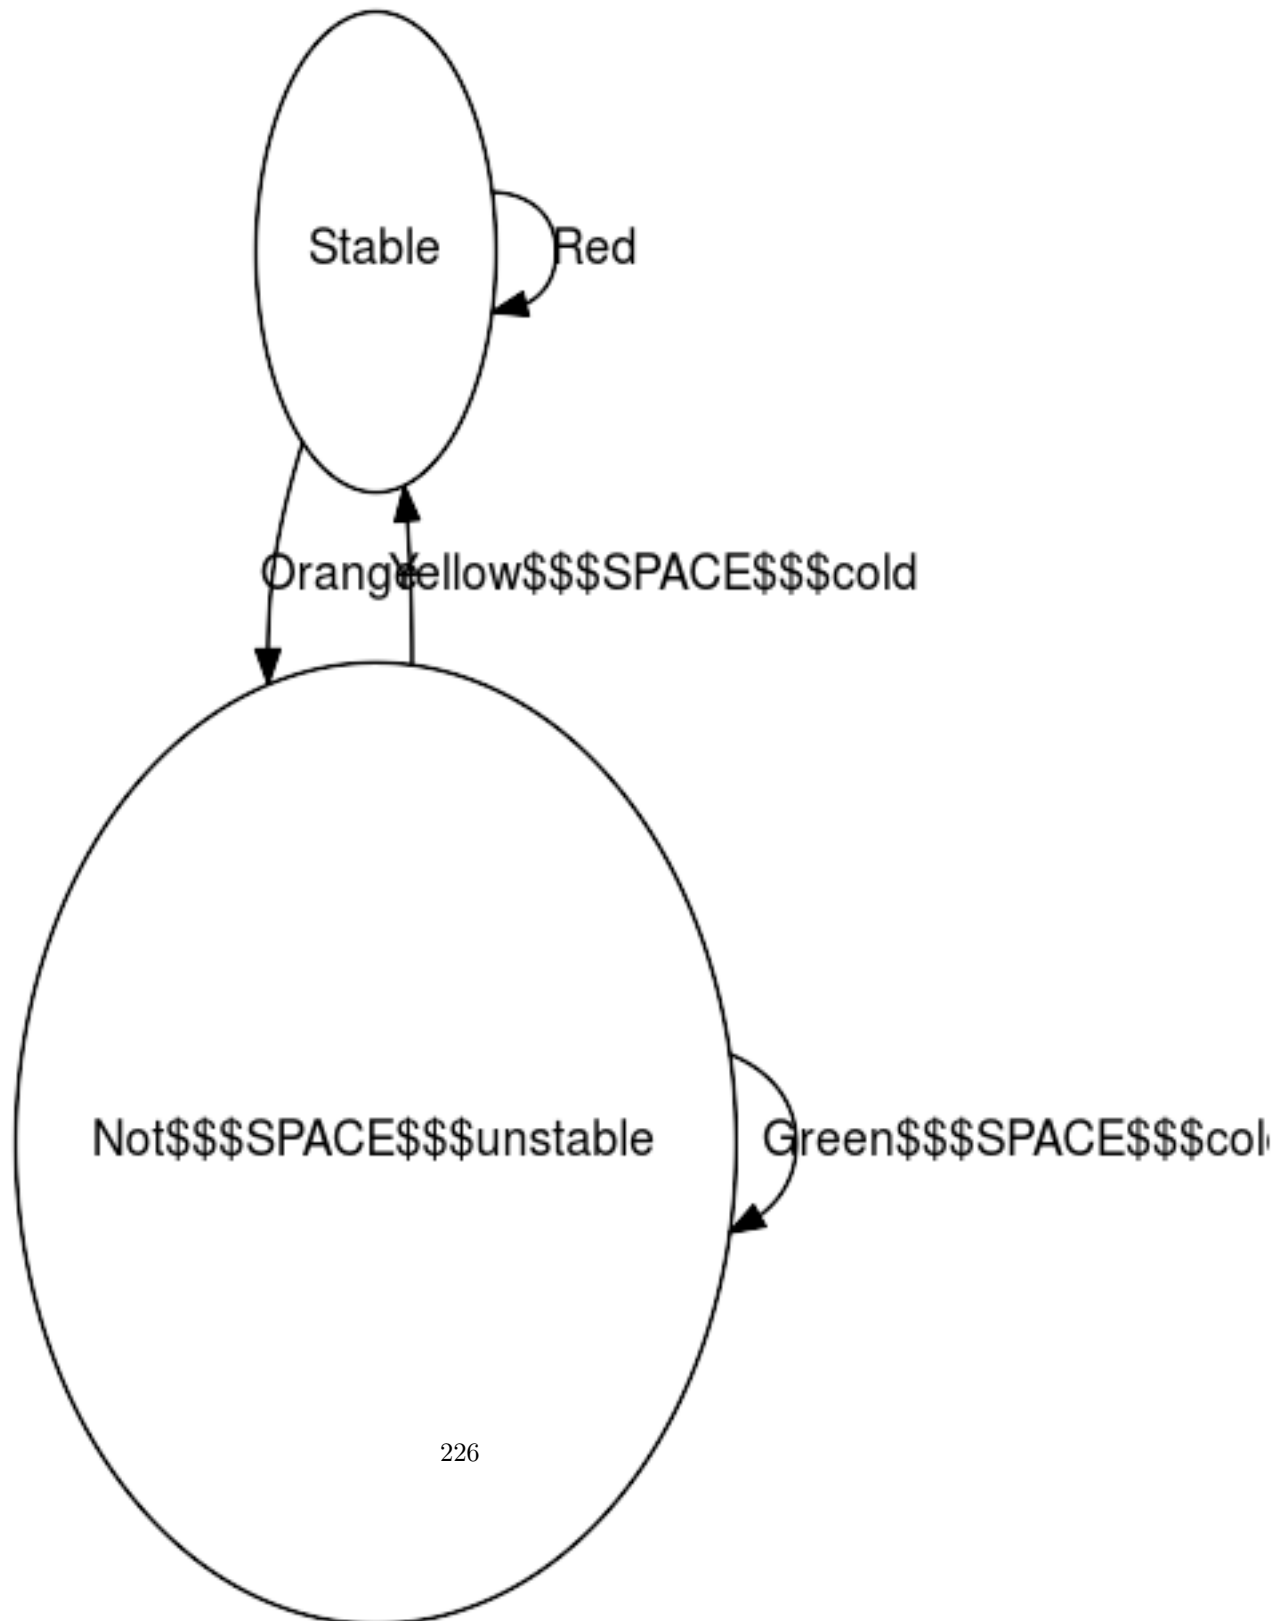 Stable
Red
Orange
Yellow$$$SPACE$$$cold
Not$$$SPACE$$$unstable
Green$$$SPACE$$$col
226